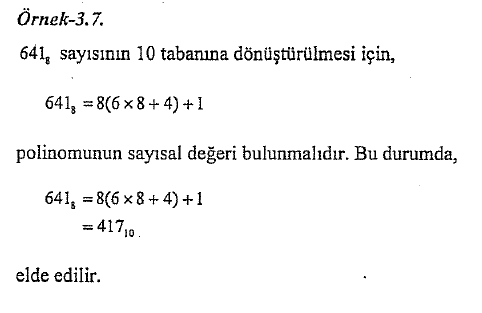 Örnek-3.7.
641₈ sayısının 10 tabanına dönüştürülmesi için,
641₈ = 8(6 × 8 + 4) + 1
polinomunun sayısal değeri bulunmalıdır. Bu durumda,
641₈ = 8(6 × 8 + 4) + 1
= 417₁₀.
elde edilir.